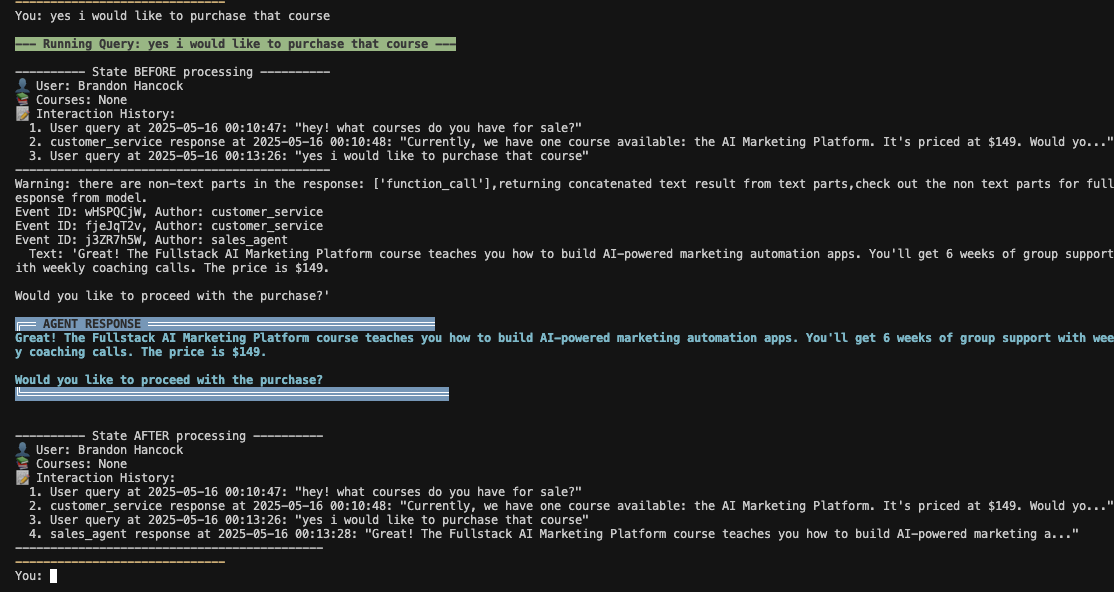 -----------------------------
You: yes i would like to purchase that course
--- Running Query: yes i would like to purchase that course ---
---------- State BEFORE processing ----------
👤 User: Brandon Hancock
📚 Courses: None
📝 Interaction History:
1. User query at 2025-05-16 00:10:47: "hey! what courses do you have for sale?"
2. customer_service response at 2025-05-16 00:10:48: "Currently, we have one course available: the AI Marketing Platform. It's priced at $149. Would yo..."
3. User query at 2025-05-16 00:13:26: "yes i would like to purchase that course"
---------------------------------------------
Warning: there are non-text parts in the response: ['function_call'],returning concatenated text result from text parts,check out the non text parts for full
esponse from model.
Event ID: wHSPQCjW, Author: customer_service
Event ID: fjeJqT2v, Author: customer_service
Event ID: j3ZR7h5W, Author: sales_agent
Text: 'Great! The Fullstack AI Marketing Platform course teaches you how to build AI-powered marketing automation apps. You'll get 6 weeks of group support
ith weekly coaching calls. The price is $149.
Would you like to proceed with the purchase?'
╔══ AGENT RESPONSE ═════════════════════════════════════════
Great! The Fullstack AI Marketing Platform course teaches you how to build AI-powered marketing automation apps. You'll get 6 weeks of group support with wee
y coaching calls. The price is $149.
Would you like to proceed with the purchase?
╚═════════════════════════════════════════════════════════════
---------- State AFTER processing ----------
👤 User: Brandon Hancock
📚 Courses: None
📝 Interaction History:
1. User query at 2025-05-16 00:10:47: "hey! what courses do you have for sale?"
2. customer_service response at 2025-05-16 00:10:48: "Currently, we have one course available: the AI Marketing Platform. It's priced at $149. Would yo..."
3. User query at 2025-05-16 00:13:26: "yes i would like to purchase that course"
4. sales_agent response at 2025-05-16 00:13:28: "Great! The Fullstack AI Marketing Platform course teaches you how to build AI-powered marketing a..."
--------------------------------------------
------------------------------
You: